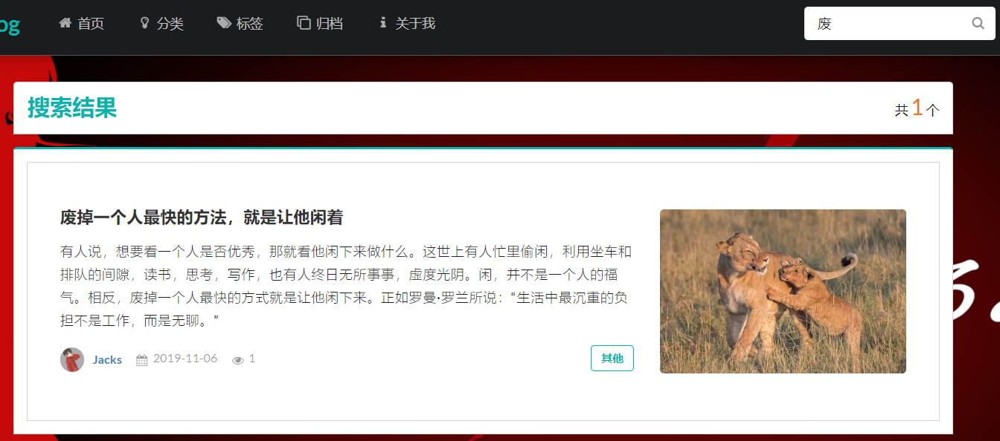 og 首页 分类 标签 归档 关于我 废
搜索结果 共 1 个
废掉一个人最快的方法，就是让他闲着
有人说，想要看一个人是否优秀，那就看他闲下来做什么。这世上有人忙里偷闲，利用坐车和
排队的间隙，读书，思考，写作，也有人终日无所事事，虚度光阴。闲，并不是一个人的福
气。相反，废掉一个人最快的方式就是让他闲下来。正如罗曼·罗兰所说：“生活中最沉重的负
担不是工作，而是无聊。”
Jacks 2019-11-06 1 其他